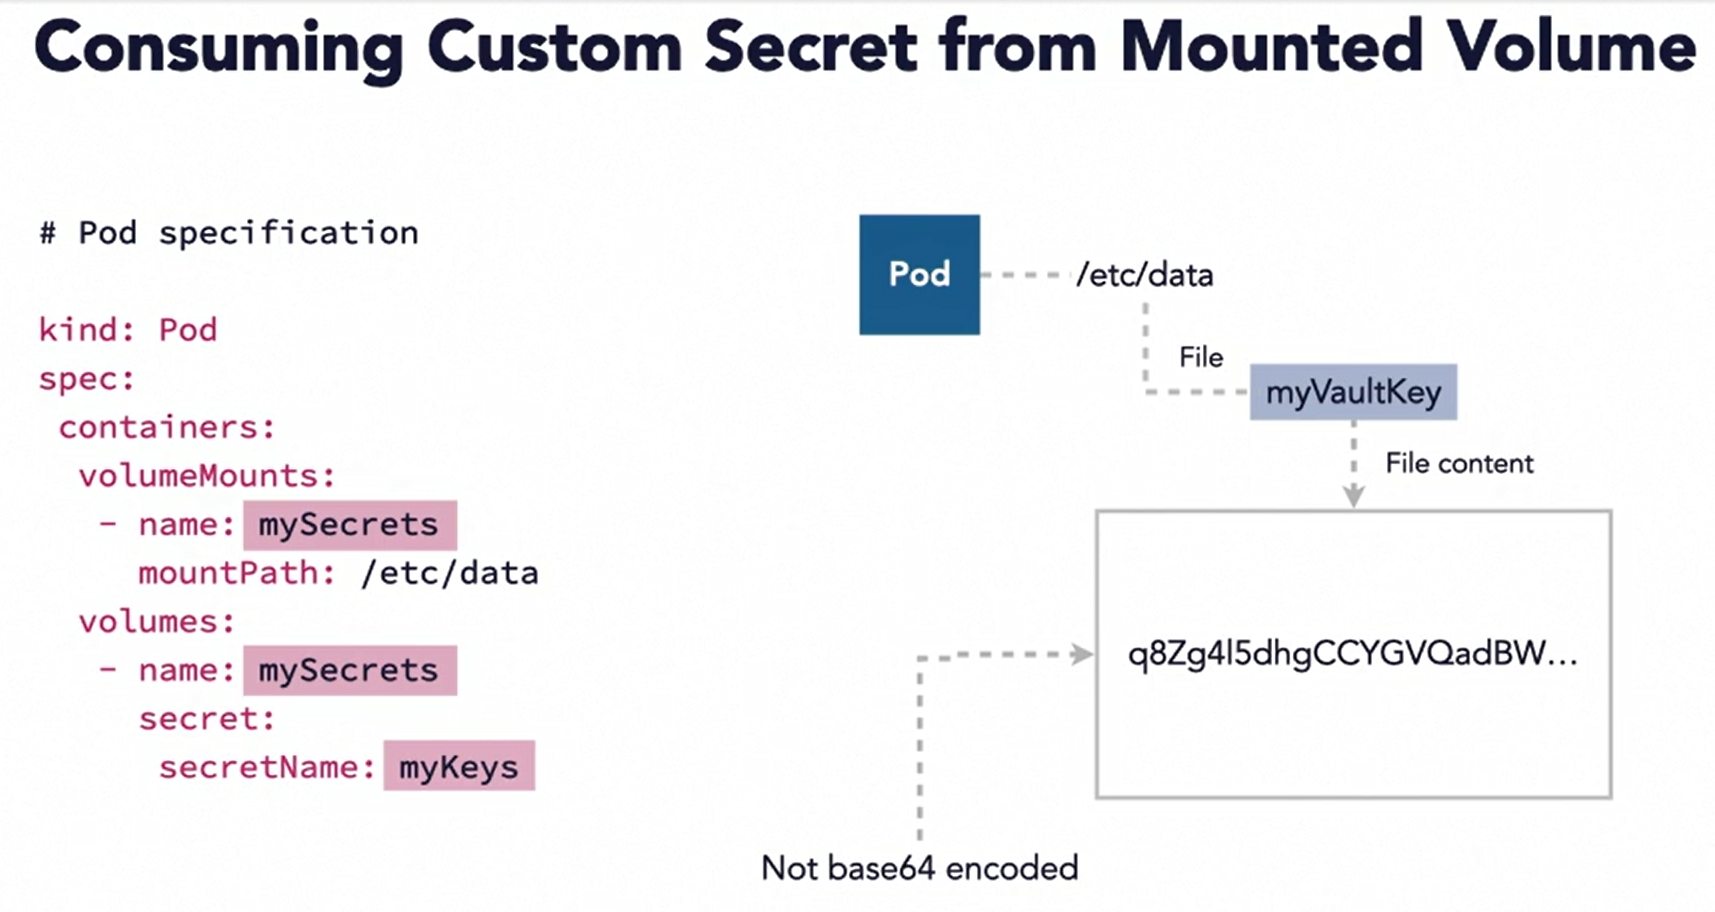 Consuming Custom Secret from Mounted Volume
# Pod specification
kind: Pod
spec:
containers:
volumeMounts:
- name: mySecrets
mountPath: /etc/data
volumes:
- name: mySecrets
secret:
secretName: myKeys
Pod
/etc/data
File
myVaultKey
File content
q8Zg4l5dhgCCYGVQadBW...
Not base64 encoded